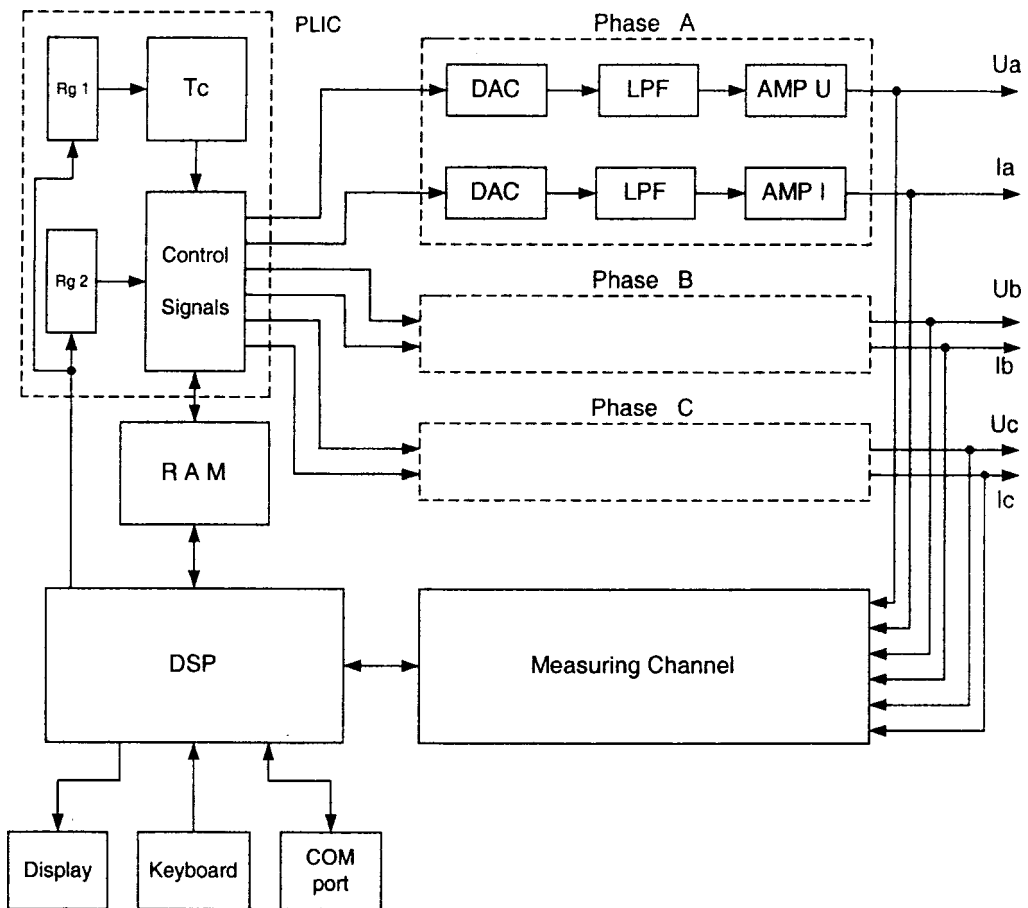 PLIC
Rg 1
Tc
Rg 2
Control
Signals
Phase A
DAC
LPF
AMP U
DAC
LPF
AMP I
Ua
Ia
Phase B
Ub
Ib
Phase C
Uc
Ic
R A M
DSP
Measuring Channel
Display
Keyboard
COM
port